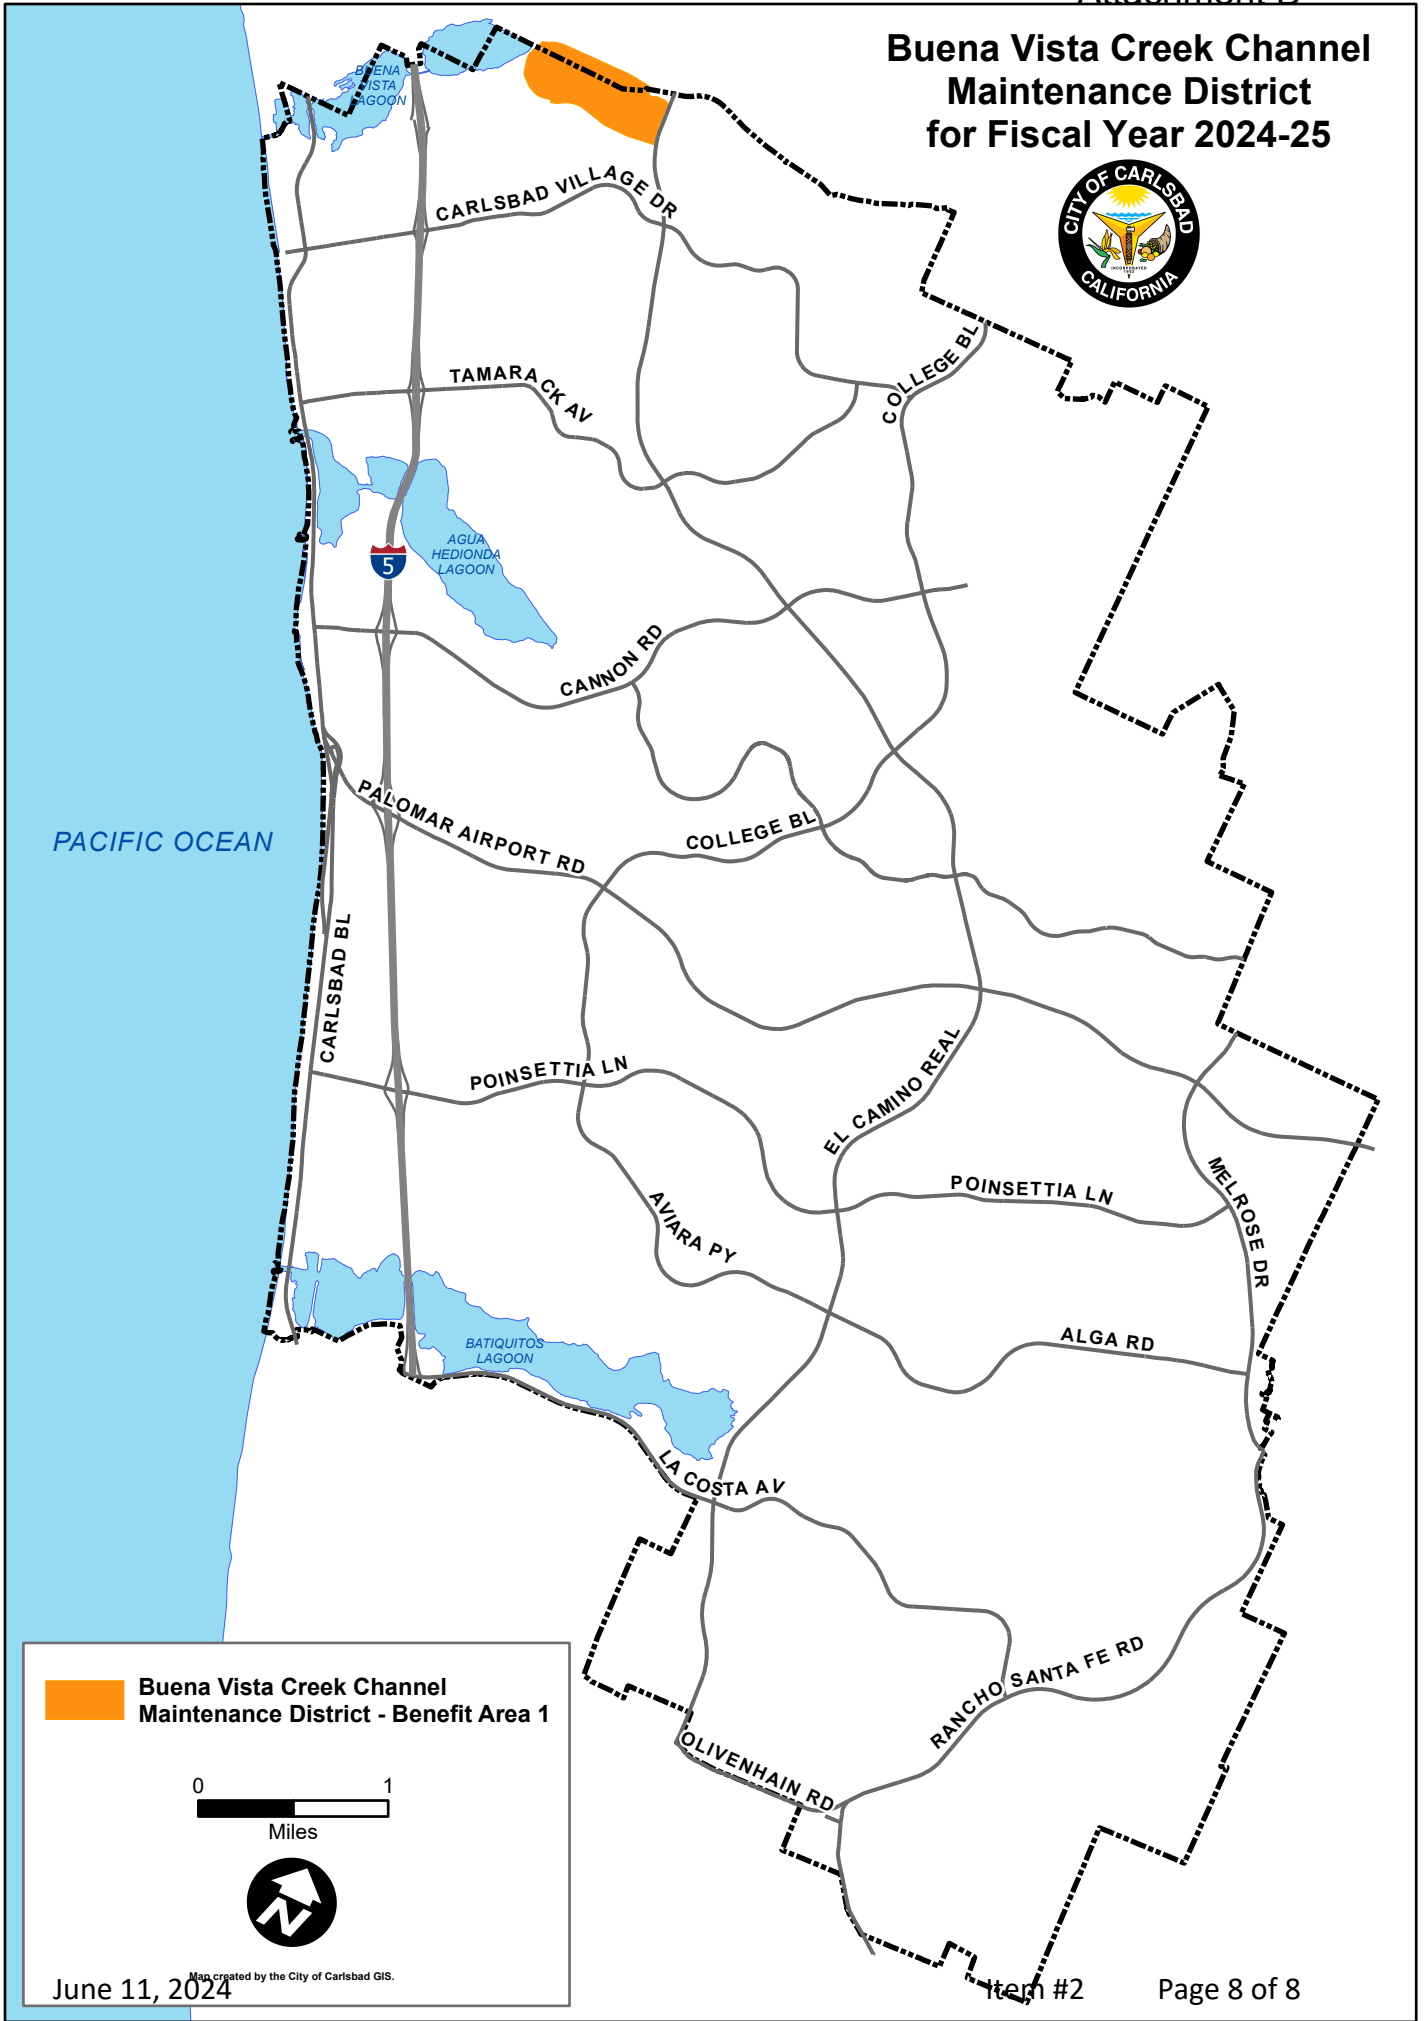 Attachment B
Buena Vista Creek Channel
Maintenance District
for Fiscal Year 2024-25
CITY OF CARLSBAD
INCORPORATED
1952
CALIFORNIA
BUENA
VISTA
LAGOON
CARLSBAD VILLAGE DR
COLLEGE BL
TAMARACK AV
AGUA
HEDIONDA
LAGOON
5
CANNON RD
PALOMAR AIRPORT RD
COLLEGE BL
PACIFIC OCEAN
CARLSBAD BL
POINSETTIA LN
EL CAMINO REAL
POINSETTIA LN
MELROSE DR
AVIARA PY
ALGA RD
BATIQUITOS
LAGOON
LA COSTA AV
RANCHO SANTA FE RD
OLIVENHAIN RD
Buena Vista Creek Channel
Maintenance District - Benefit Area 1
0 1
Miles
N
Map created by the City of Carlsbad GIS.
June 11, 2024
Item #2
Page 8 of 8